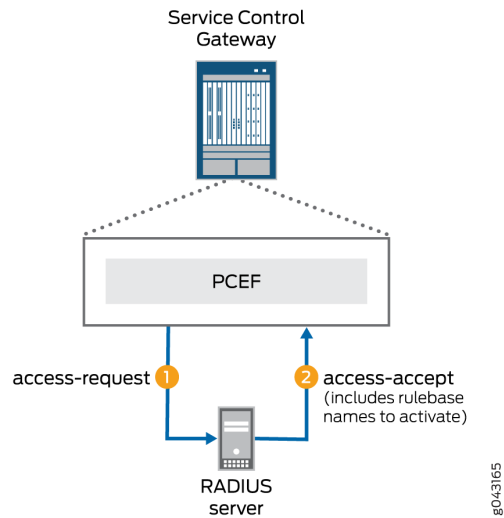 Service Control
Gateway
PCEF
access-request
1
2
access-accept
(includes rulebase
names to activate)
RADIUS
server
g043165